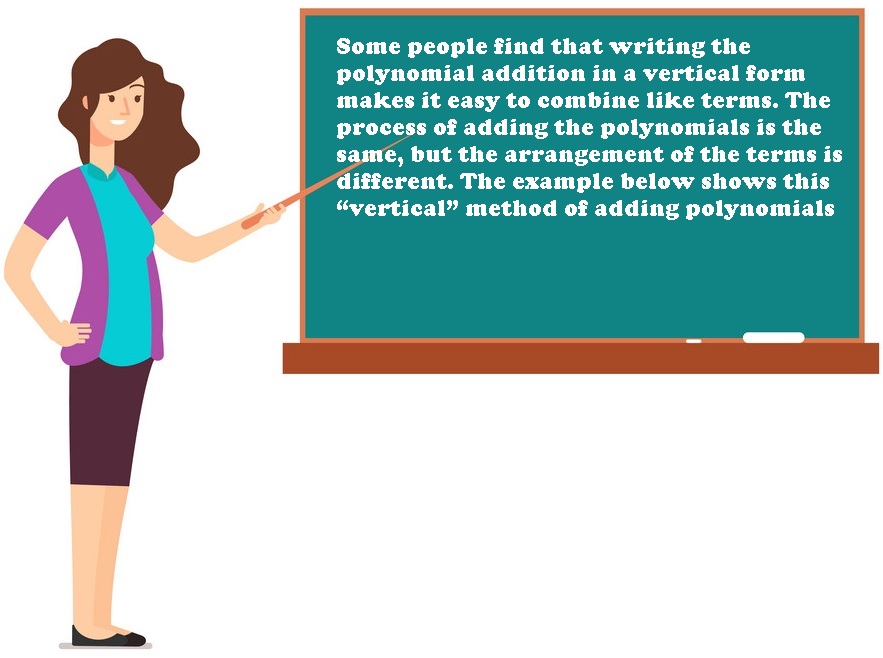 Some people find that writing the
polynomial addition in a vertical form
makes it easy to combine like terms. The
process of adding the polynomials is the
same, but the arrangement of the terms is
different. The example below shows this
“vertical” method of adding polynomials